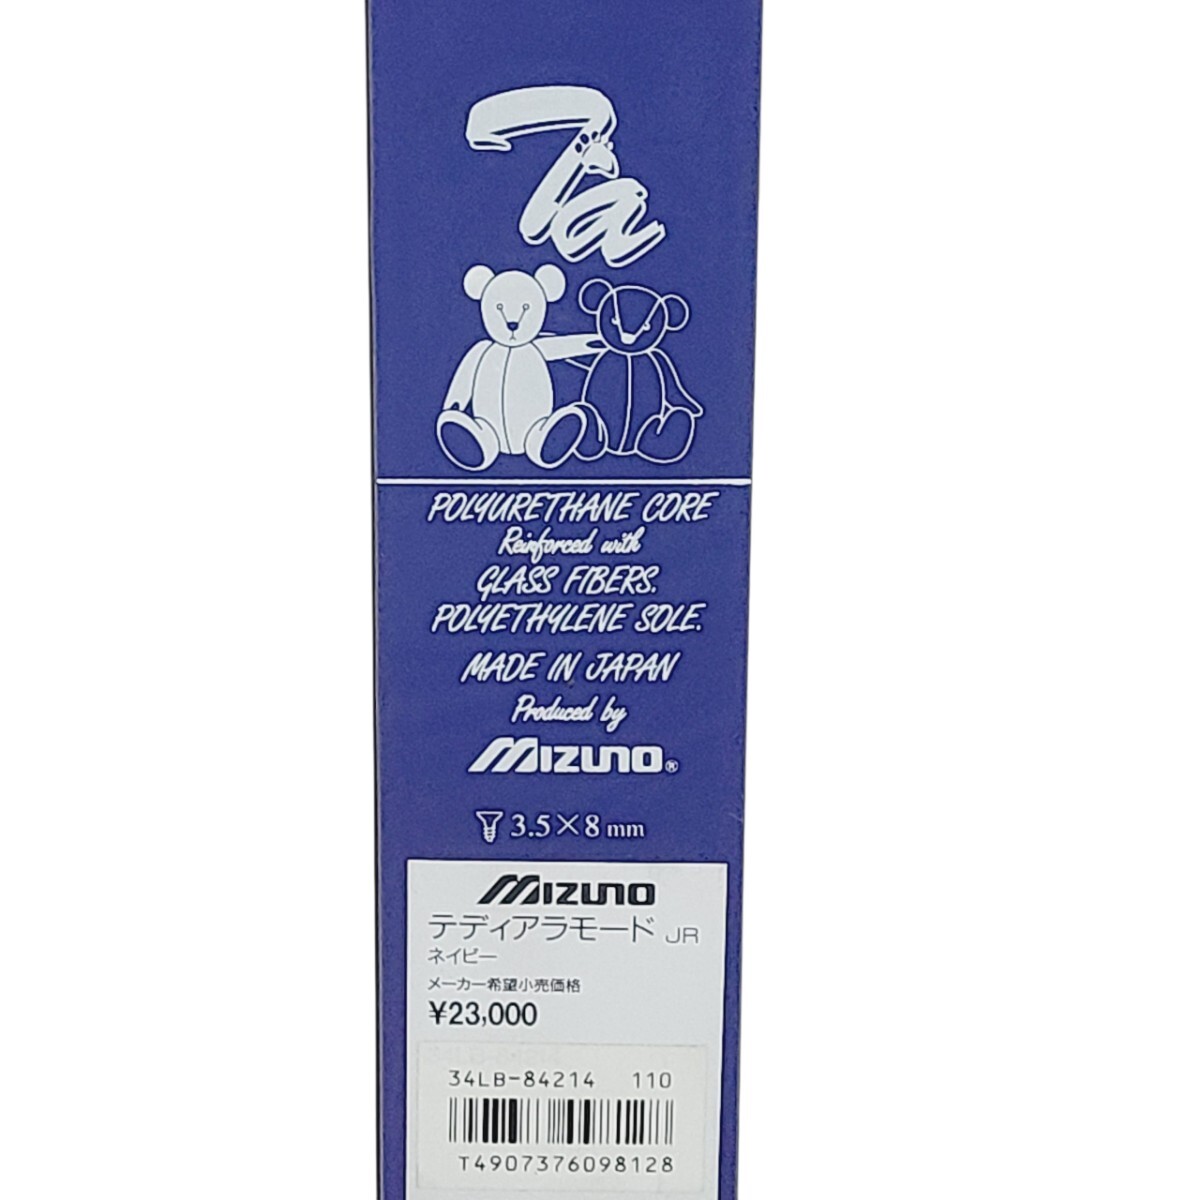 Ta
POLYURETHANE CORE
Reinforced with
GLASS FIBERS.
POLYETHYLENE SOLE.
MADE IN JAPAN
Produced by
MIZUNO®
3.5×8mm
MIZUNO
テディアラモード JR
ネイビー
メーカー希望小売価格
¥23,000
34LB-84214 110
T4907376098128